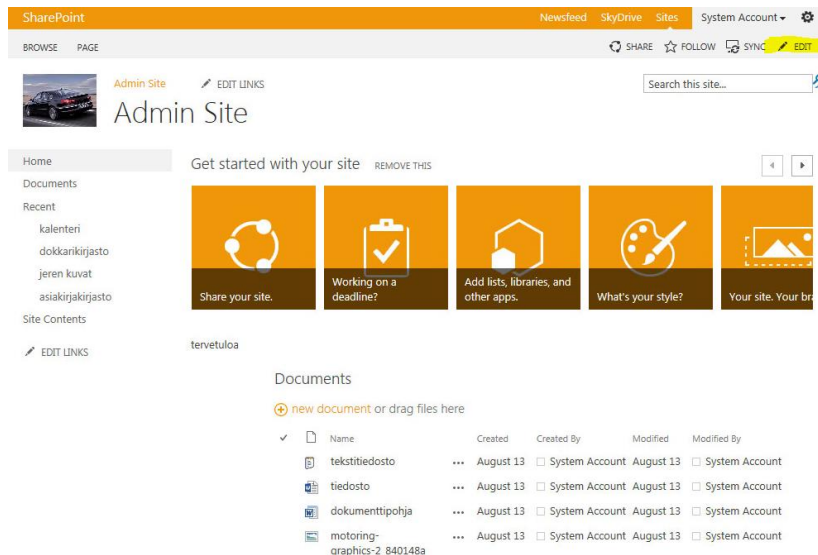 SharePoint Newsfeed SkyDrive Sites System Account
BROWSE PAGE SHARE FOLLOW SYNC EDIT
Admin Site EDIT LINKS
Search this site...
Admin Site
Home
Documents
Recent
kalenteri
dokkarikirjasto
jeren kuvat
asiakirjakirjasto
Site Contents
EDIT LINKS
Get started with your site REMOVE THIS
Share your site.
Working on a
deadline?
Add lists, libraries, and
other apps.
What's your style?
Your site. Your bra
tervetuloa
Documents
new document or drag files here
Name Created Created By Modified Modified By
tekstitiedosto ... August 13 System Account August 13 System Account
tiedosto ... August 13 System Account August 13 System Account
dokumenttipohja ... August 13 System Account August 13 System Account
motoring- ... August 13 System Account August 13 System Account
graphics-2_840148a